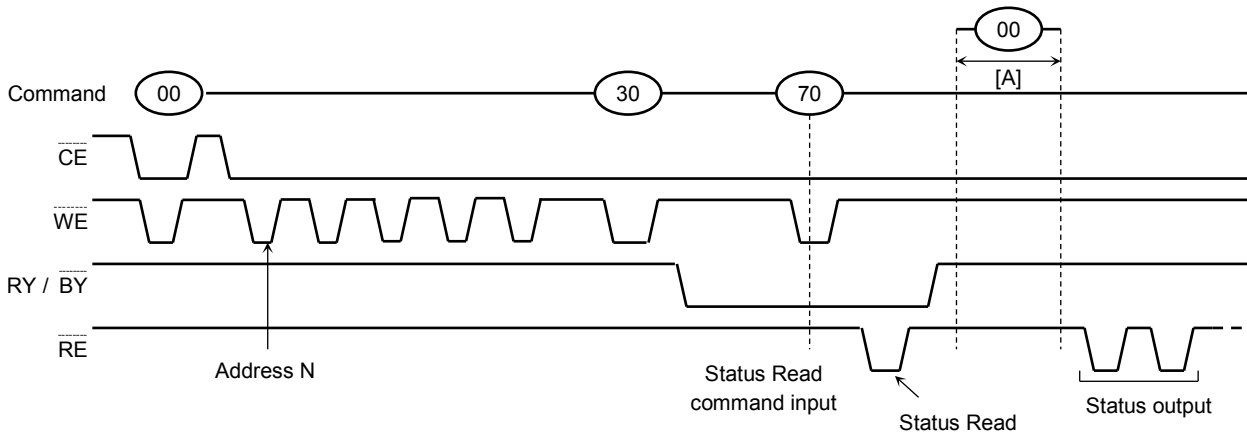 00
[A]
Command 00 30 70
CE
WE
RY / BY
RE
Address N
Status Read
command input
Status Read
Status output